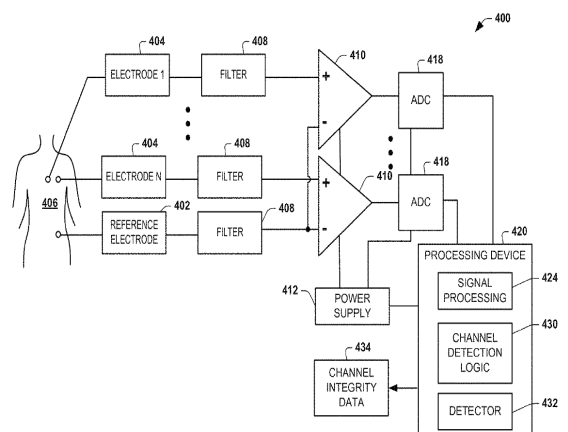 400
404
408
410
418
ELECTRODE 1
FILTER
+
-
ADC
404
408
418
410
ELECTRODE N
FILTER
+
-
ADC
406
402
408
REFERENCE
ELECTRODE
FILTER
420
PROCESSING DEVICE
412
POWER
SUPPLY
SIGNAL
PROCESSING
424
434
CHANNEL
INTEGRITY
DATA
CHANNEL
DETECTION
LOGIC
430
DETECTOR
432